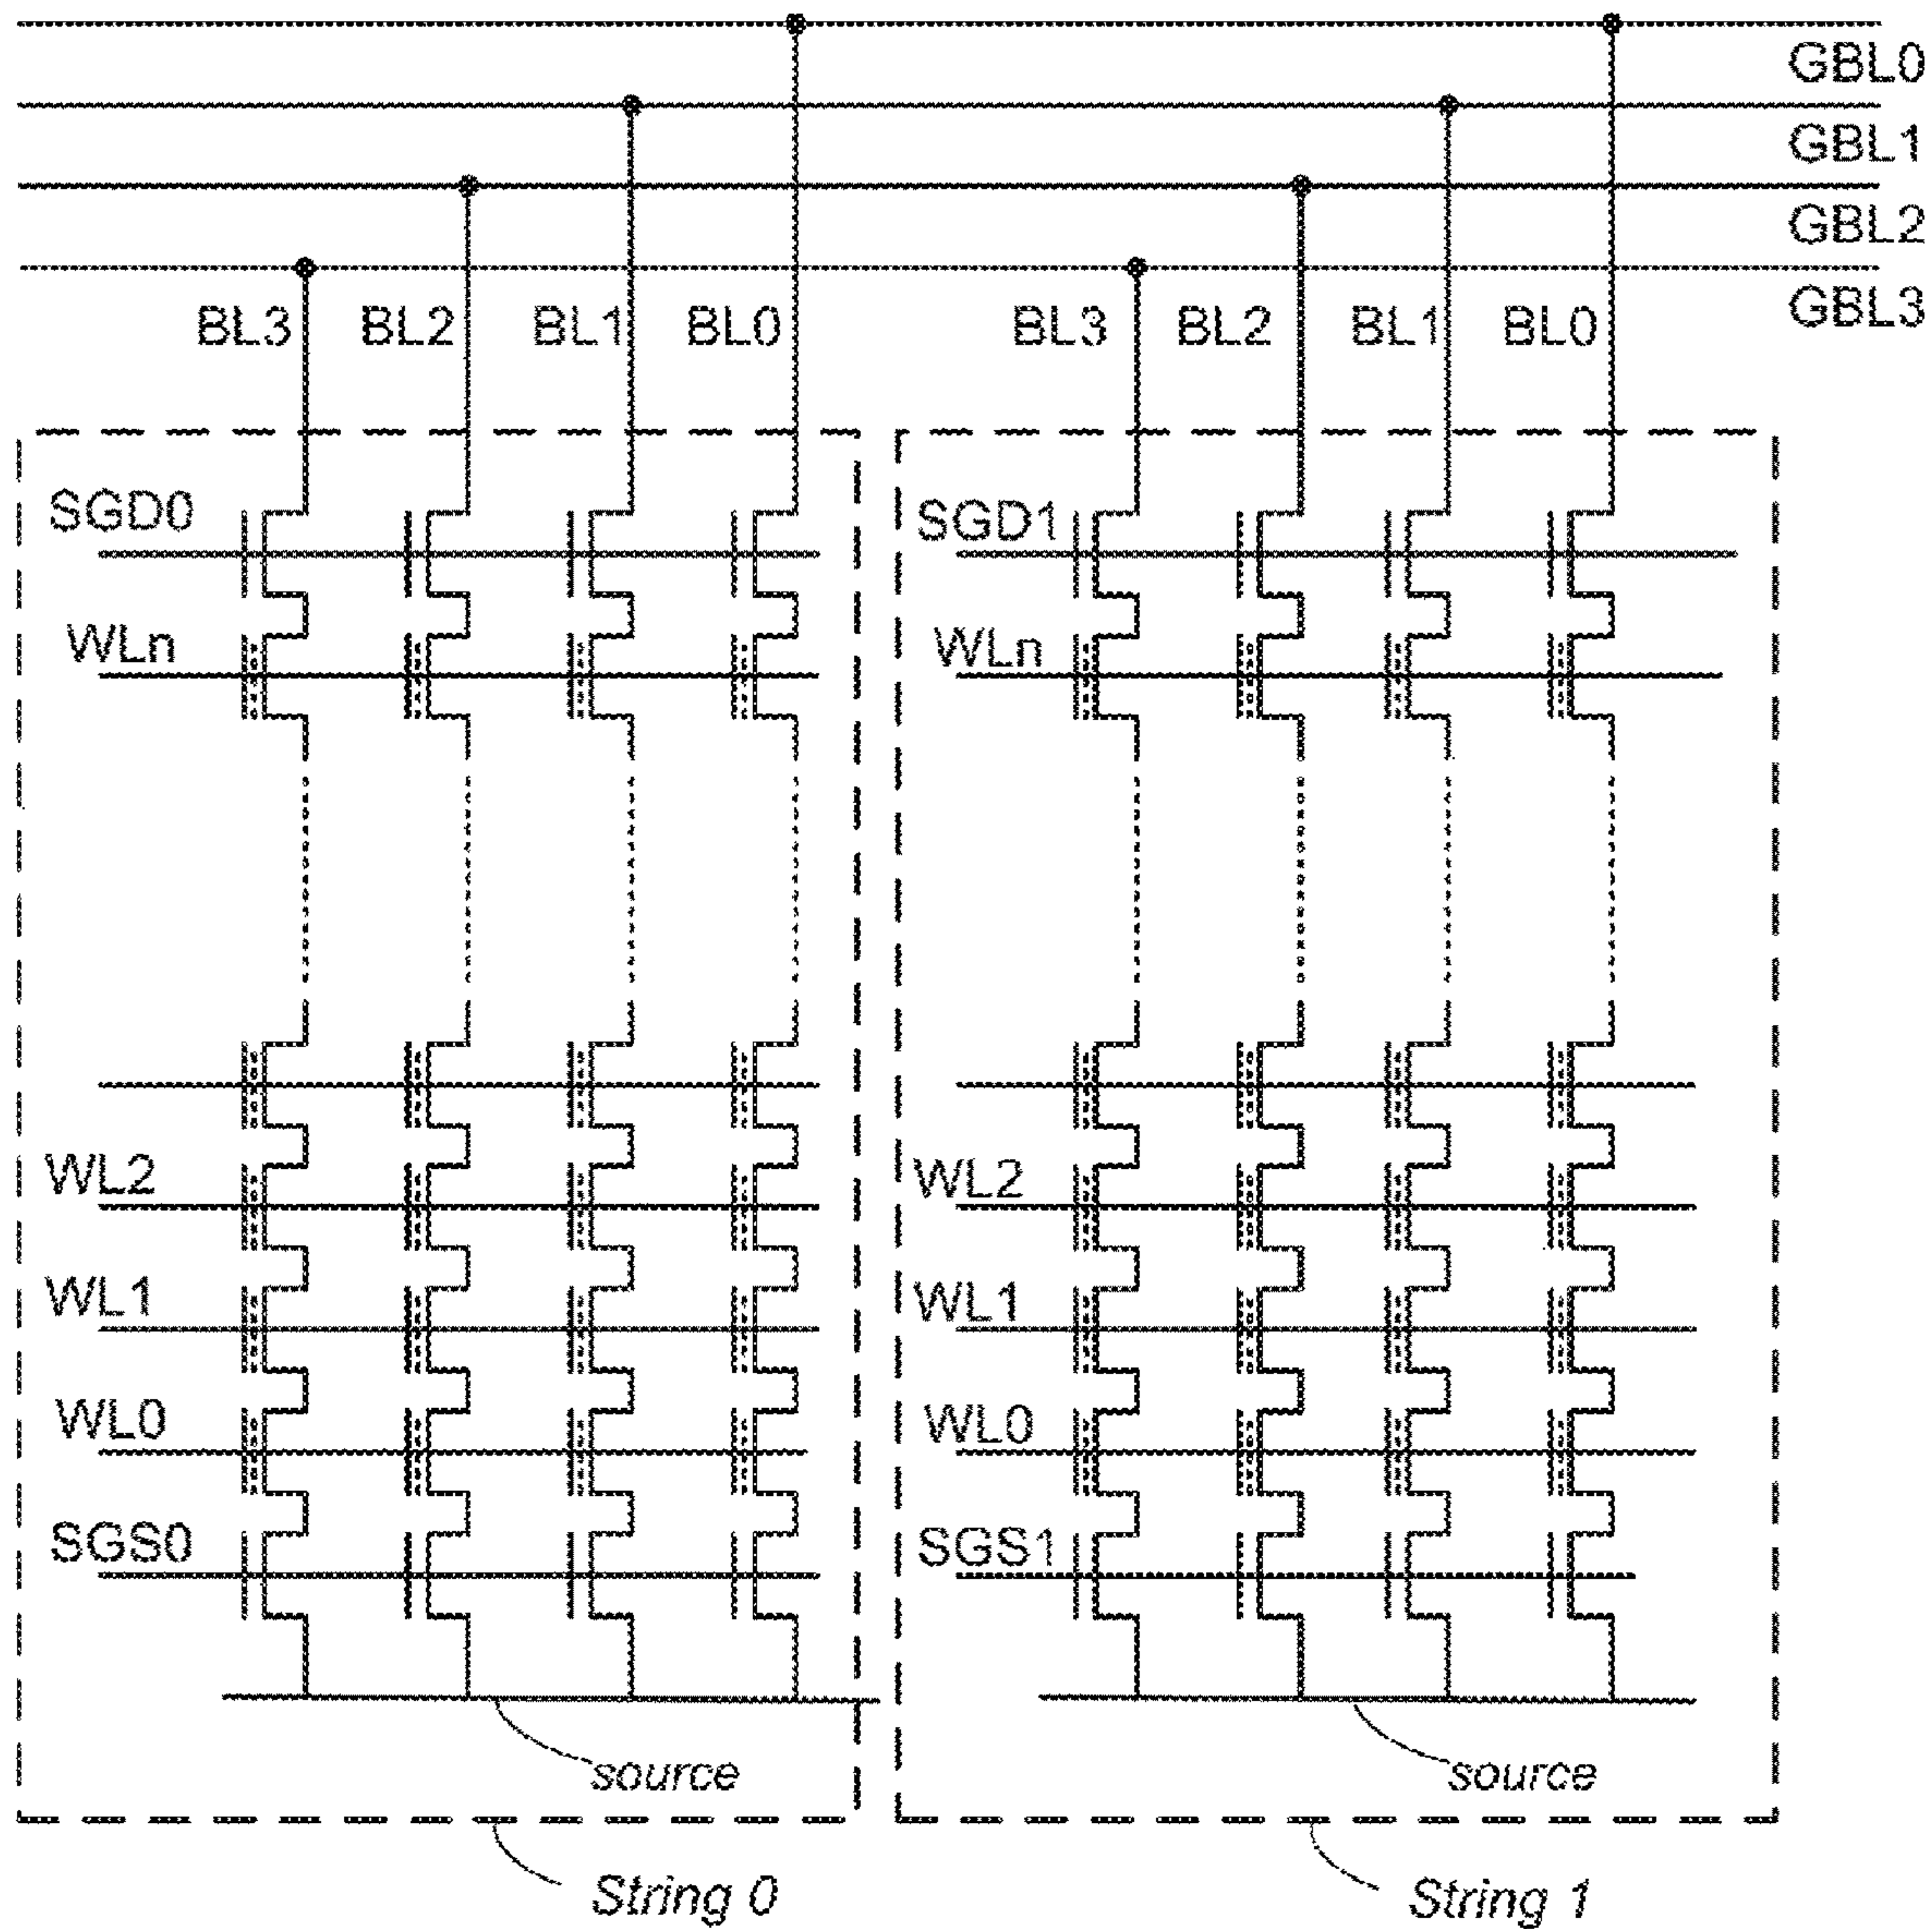 GBL0
GBL1
GBL2
GBL3
BL3 BL2 BL1 BL0 BL3 BL2 BL1 BL0
SGD0 SGD1
WLn WLn
WL2 WL2
WL1 WL1
WL0 WL0
SGS0 SGS1
source source
String 0 String 1